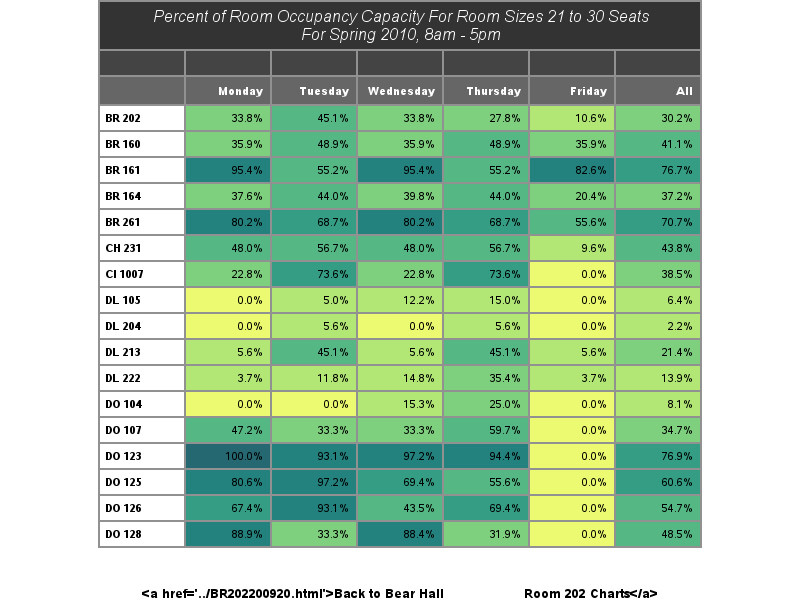 Percent of Room Occupancy Capacity For Room Sizes 21 to 30 Seats
For Spring 2010, 8am - 5pm
Monday Tuesday Wednesday Thursday Friday All
BR 202 33.8% 45.1% 33.8% 27.8% 10.6% 30.2%
BR 160 35.9% 48.9% 35.9% 48.9% 35.9% 41.1%
BR 161 95.4% 55.2% 95.4% 55.2% 82.6% 76.7%
BR 164 37.6% 44.0% 39.8% 44.0% 20.4% 37.2%
BR 261 80.2% 68.7% 80.2% 68.7% 55.6% 70.7%
CH 231 48.0% 56.7% 48.0% 56.7% 9.6% 43.8%
CI 1007 22.8% 73.6% 22.8% 73.6% 0.0% 38.5%
DL 105 0.0% 5.0% 12.2% 15.0% 0.0% 6.4%
DL 204 0.0% 5.6% 0.0% 5.6% 0.0% 2.2%
DL 213 5.6% 45.1% 5.6% 45.1% 5.6% 21.4%
DL 222 3.7% 11.8% 14.8% 35.4% 3.7% 13.9%
DO 104 0.0% 0.0% 15.3% 25.0% 0.0% 8.1%
DO 107 47.2% 33.3% 33.3% 59.7% 0.0% 34.7%
DO 123 100.0% 93.1% 97.2% 94.4% 0.0% 76.9%
DO 125 80.6% 97.2% 69.4% 55.6% 0.0% 60.6%
DO 126 67.4% 93.1% 43.5% 69.4% 0.0% 54.7%
DO 128 88.9% 33.3% 88.4% 31.9% 0.0% 48.5%
<a href='../BR202200920.html'>Back to Bear Hall Room 202 Charts</a>